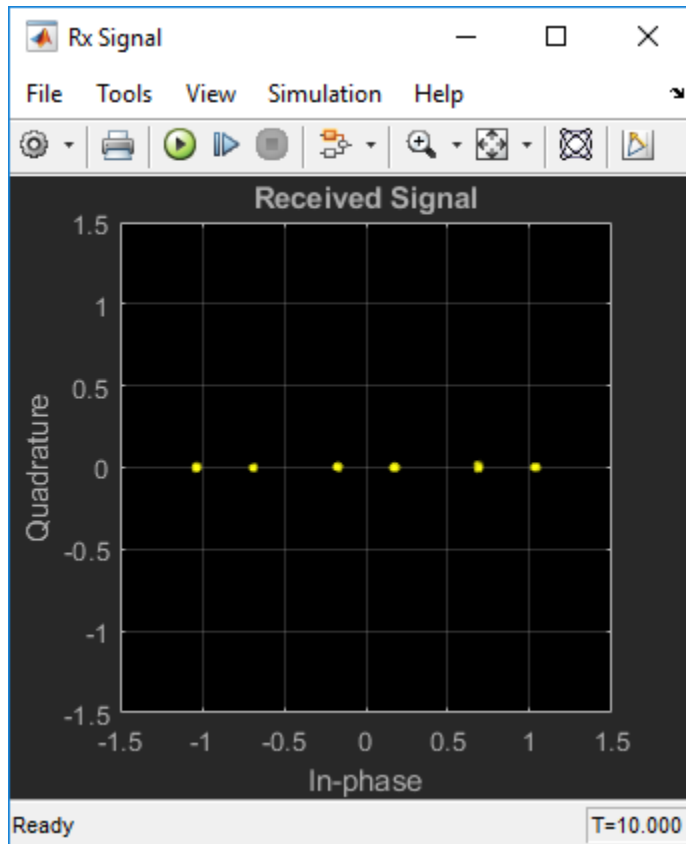 Rx Signal
File Tools View Simulation Help
Received Signal
1.5
1
0.5
0
-0.5
-1
-1.5
Quadrature
-1.5 -1 -0.5 0 0.5 1 1.5
In-phase
Ready T=10.000